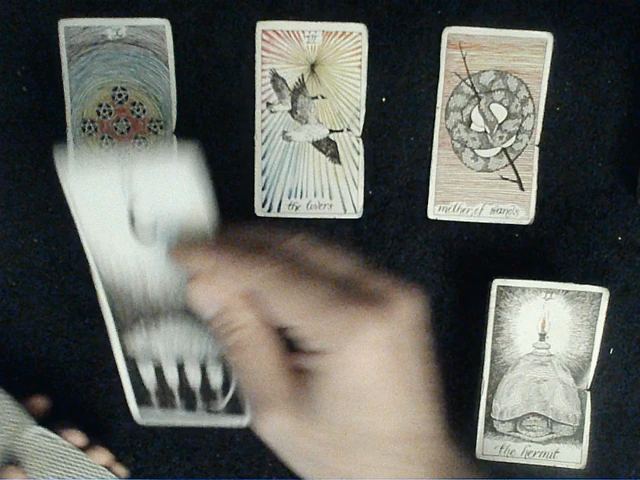 the lovers
mother of wands
the hermit